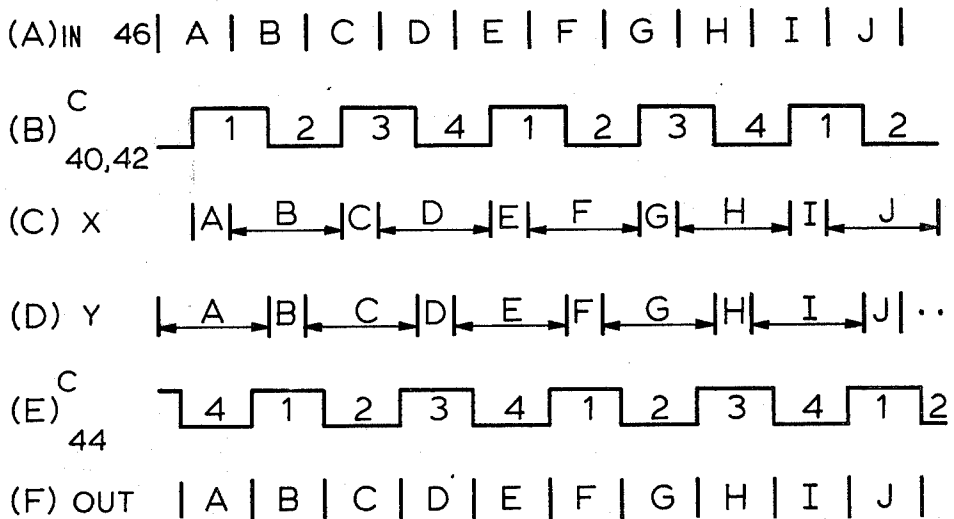 (A) IN 46 A B C D E F G H I J
(B) C 40,42 1 2 3 4 1 2 3 4 1 2
(C) X A B C D E F G H I J
(D) Y A B C D E F G H I J ··
(E) C 44 4 1 2 3 4 1 2 3 4 1 2
(F) OUT A B C D E F G H I J